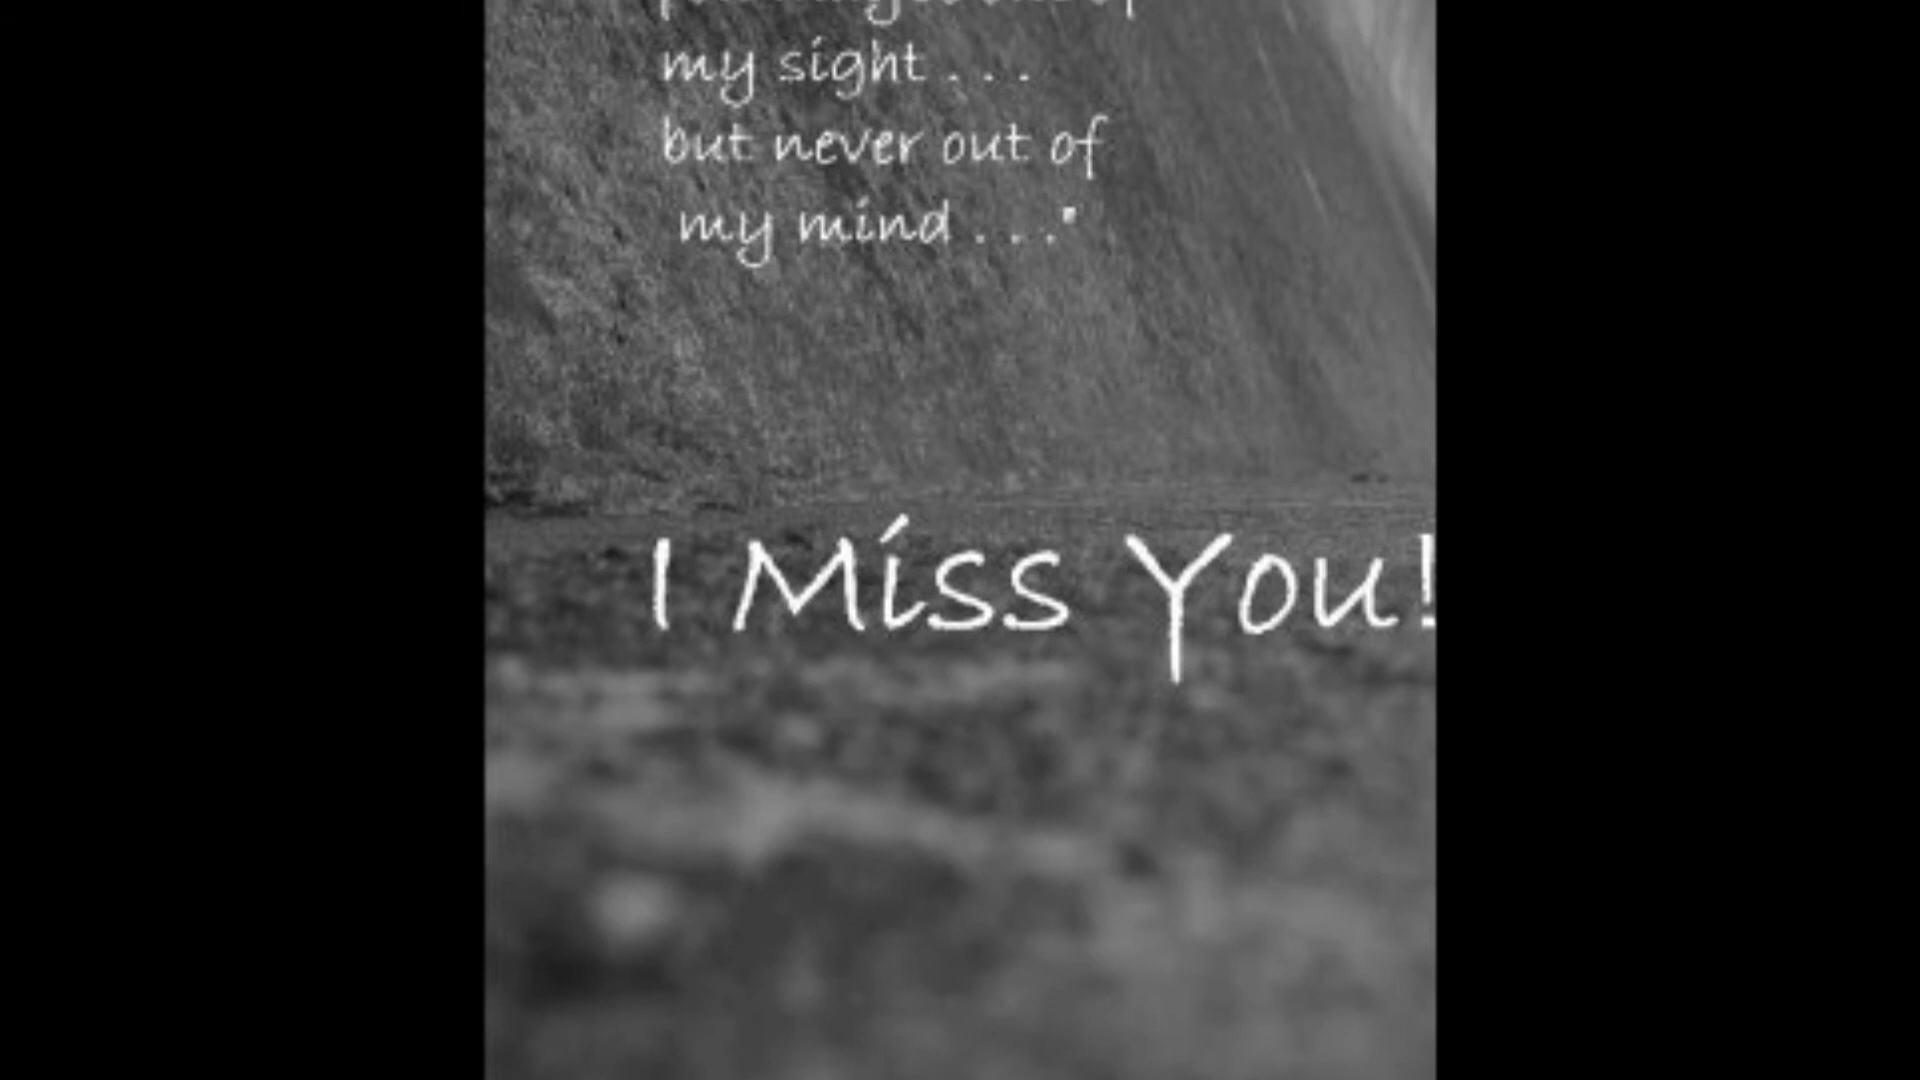 my sight . . .
but never out of
my mind . . ."
I Miss You!